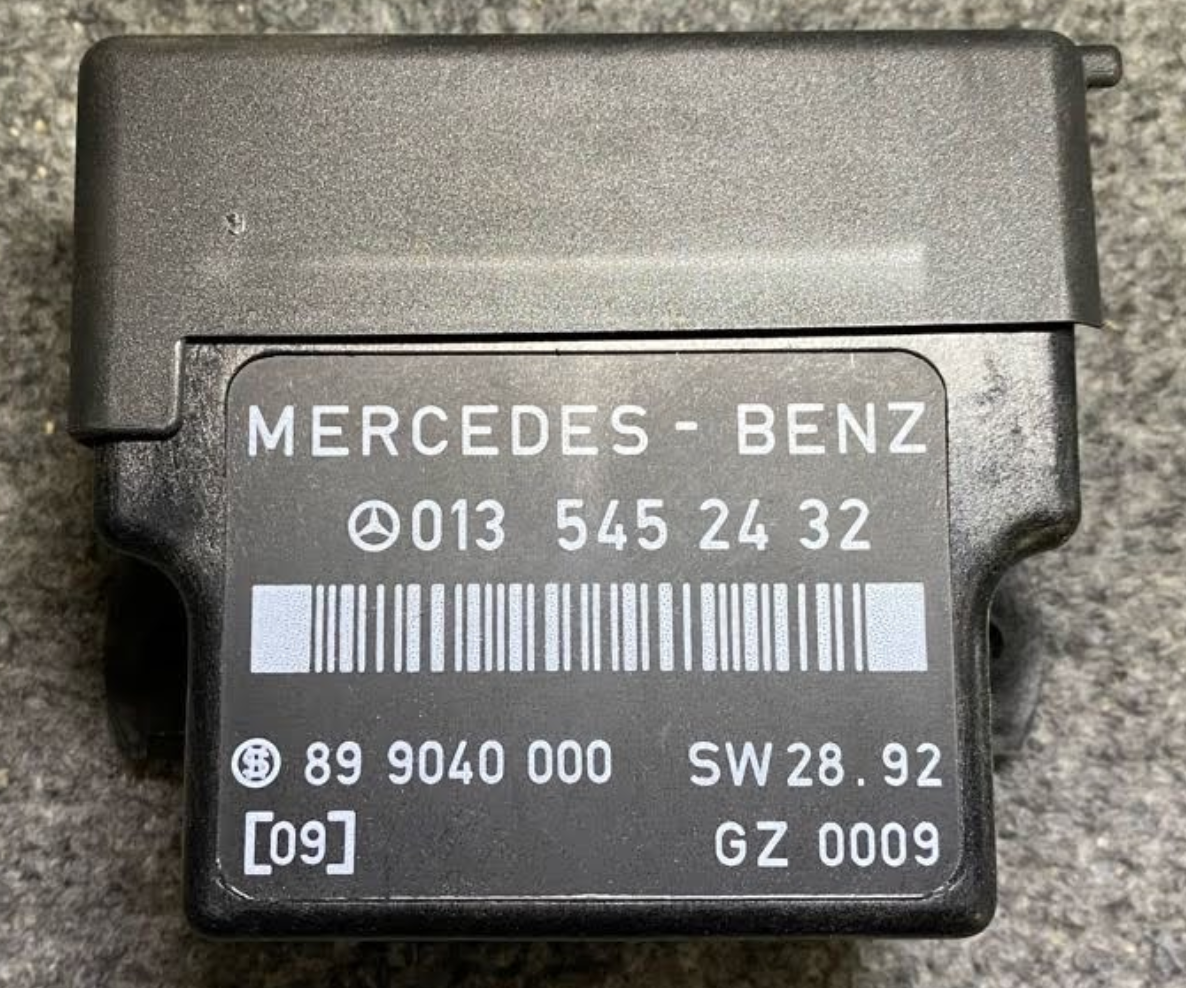 MERCEDES - BENZ
013 545 24 32
89 9040 000 SW 28 . 92
[09] GZ 0009